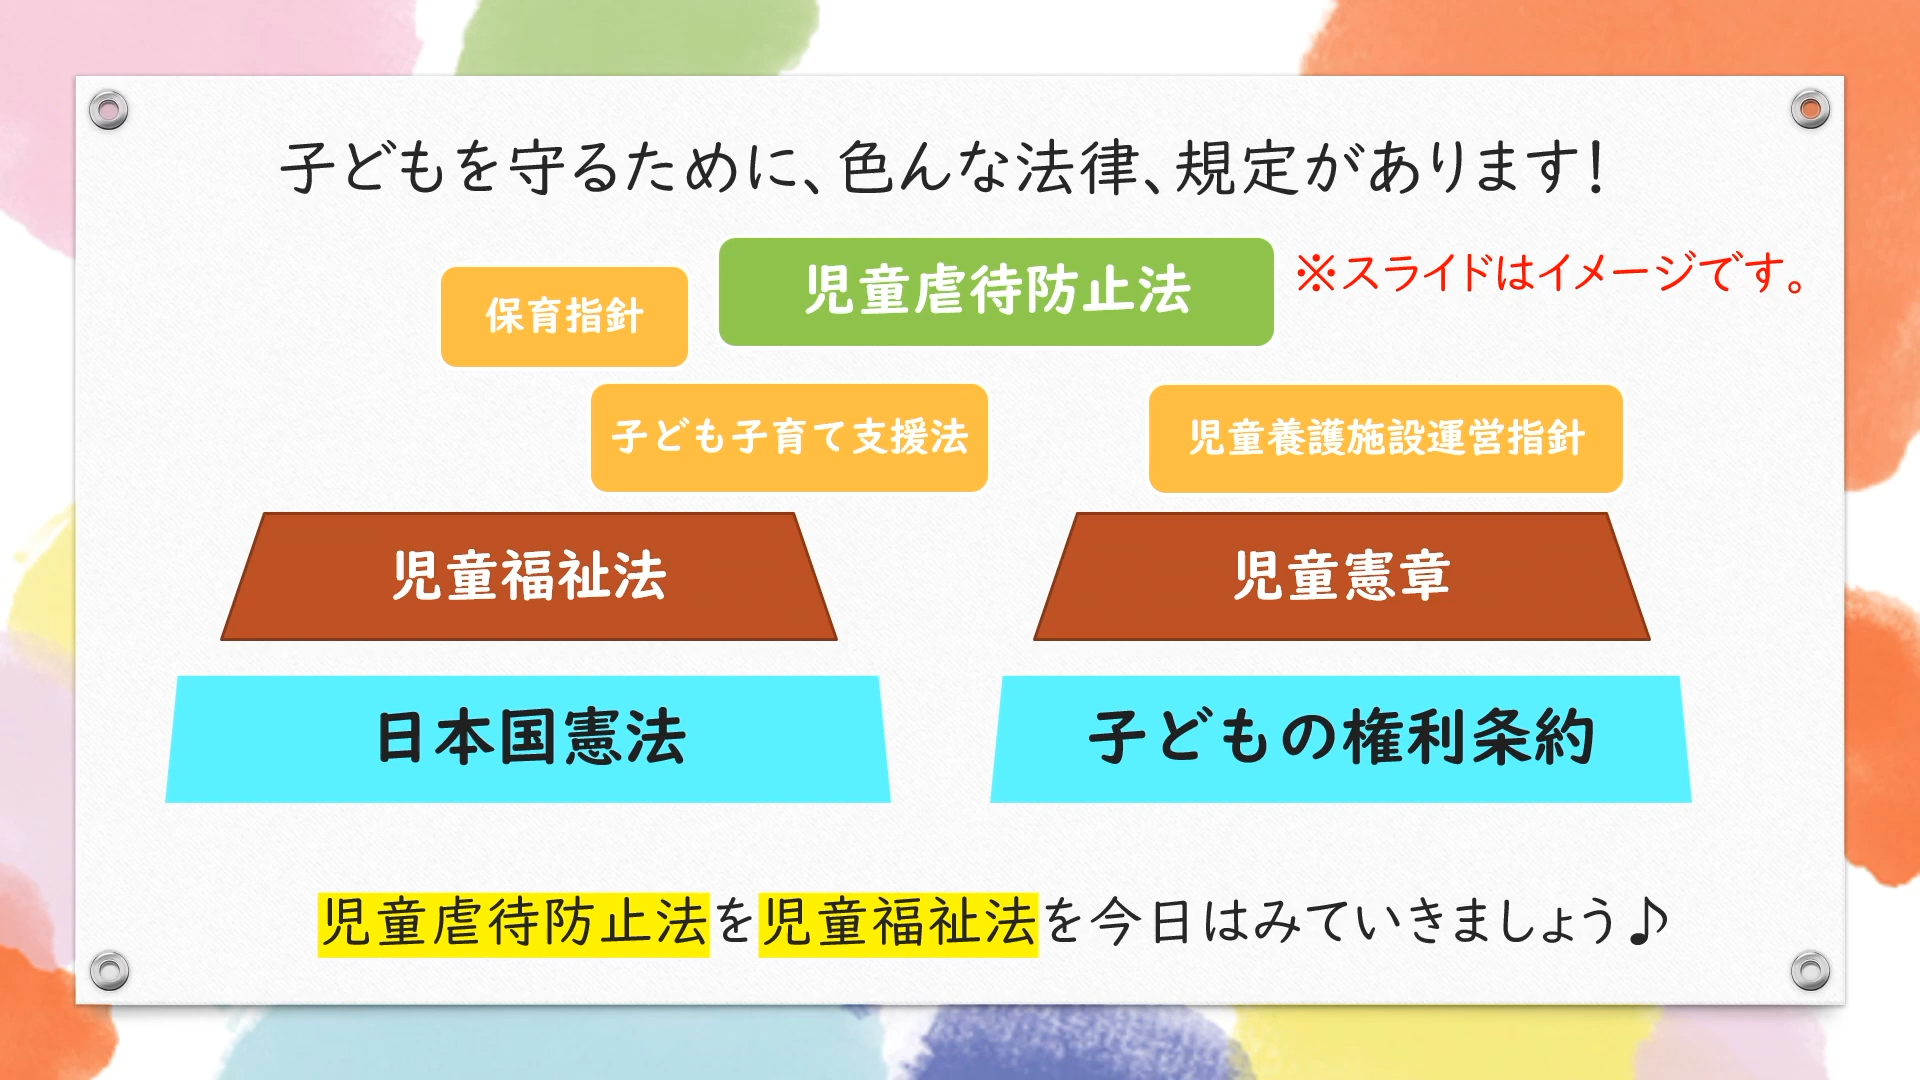 子どもを守るために、色んな法律、規定があります！
児童虐待防止法
※スライドはイメージです。
保育指針
子ども子育て支援法
児童養護施設運営指針
児童福祉法
児童憲章
日本国憲法
子どもの権利条約
児童虐待防止法を児童福祉法を今日はみていきましょう♪